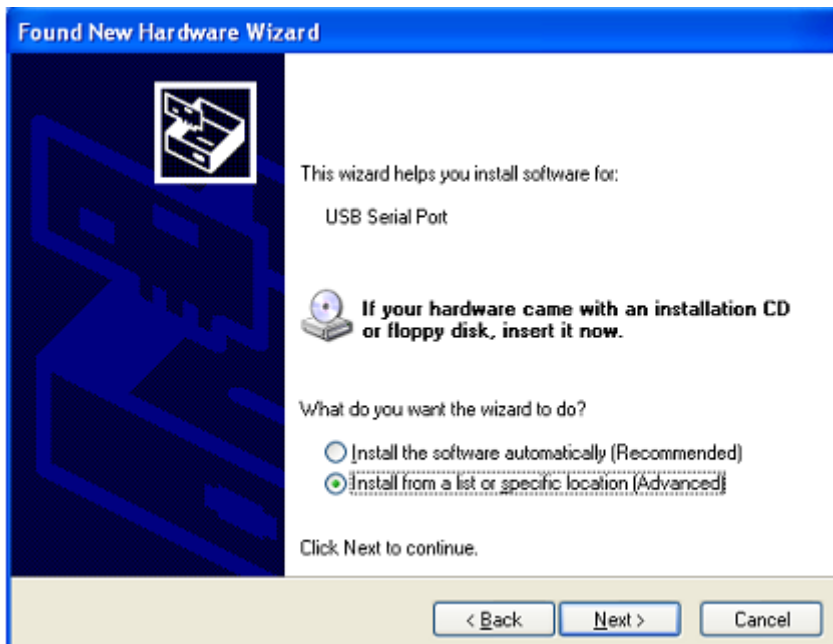 Found New Hardware Wizard
This wizard helps you install software for:
USB Serial Port
If your hardware came with an installation CD
or floppy disk, insert it now.
What do you want the wizard to do?
Install the software automatically (Recommended)
Install from a list or specific location (Advanced)
Click Next to continue.
< Back
Next >
Cancel